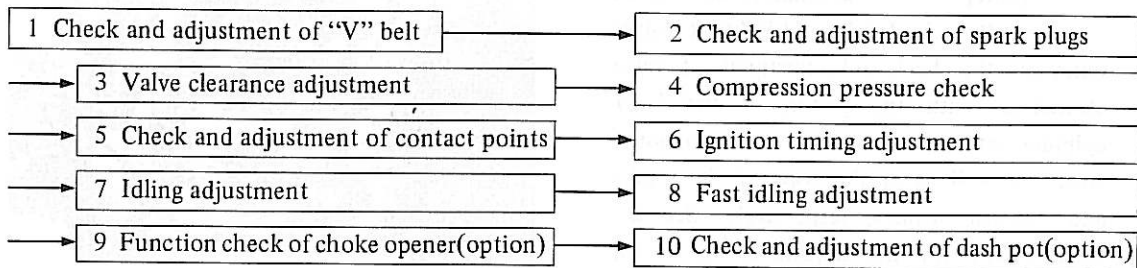 1 Check and adjustment of “V” belt
2 Check and adjustment of spark plugs
3 Valve clearance adjustment
4 Compression pressure check
5 Check and adjustment of contact points
6 Ignition timing adjustment
7 Idling adjustment
8 Fast idling adjustment
9 Function check of choke opener(option)
10 Check and adjustment of dash pot(option)